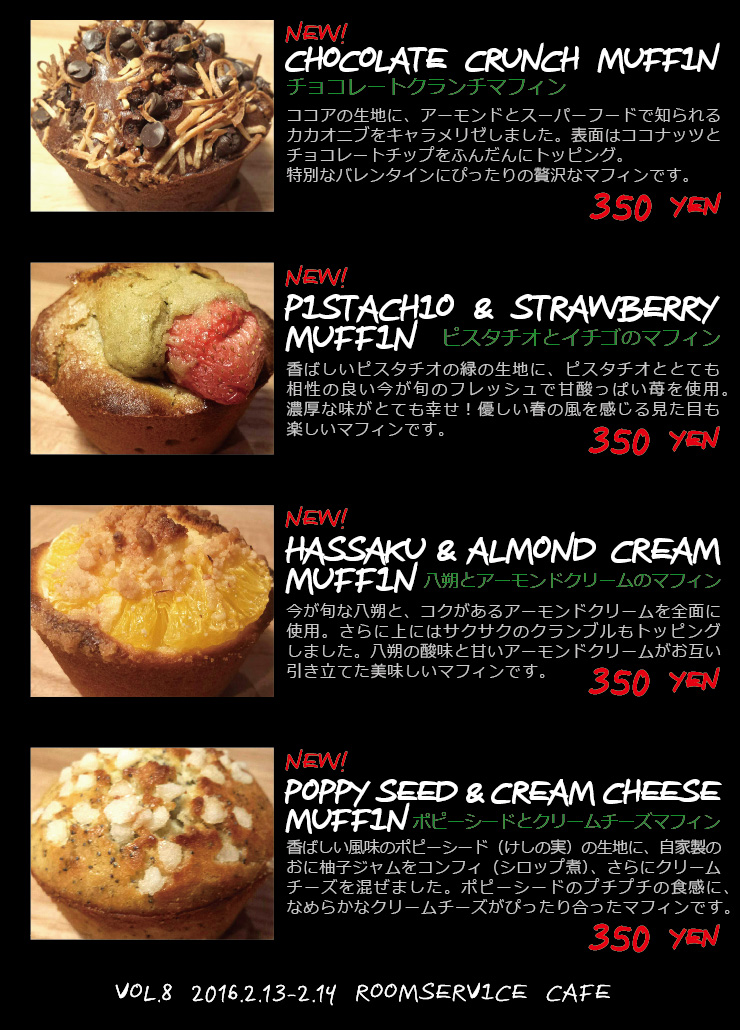 NEW!
CHOCOLATE CRUNCH MUFFIN
チョコレートクランチマフィン
ココアの生地に、アーモンドとスーパーフードで知られる
カカオニブをキャラメリゼしました。表面はココナッツと
チョコレートチップをふんだんにトッピング。
特別なバレンタインにぴったりの贅沢なマフィンです。
350 YEN
NEW!
PISTACHIO & STRAWBERRY
MUFFIN ピスタチオとイチゴのマフィン
香ばしいピスタチオの緑の生地に、ピスタチオととても
相性の良い今が旬のフレッシュで甘酸っぱい苺を使用。
濃厚な味がとても幸せ！優しい春の風を感じる見た目も
楽しいマフィンです。
350 YEN
NEW!
HASSAKU & ALMOND CREAM
MUFFIN 八朔とアーモンドクリームのマフィン
今が旬な八朔と、コクがあるアーモンドクリームを全面に
使用。さらに上にはサクサクのクランブルもトッピング
しました。八朔の酸味と甘いアーモンドクリームがお互い
引き立てた美味しいマフィンです。
350 YEN
NEW!
POPPY SEED & CREAM CHEESE
MUFFIN ポピーシードとクリームチーズマフィン
香ばしい風味のポピーシード（けしの実）の生地に、自家製の
おに柚子ジャムをコンフィ（シロップ煮）、さらにクリーム
チーズを混ぜました。ポピーシードのプチプチの食感に、
なめらかなクリームチーズがぴったり合ったマフィンです。
350 YEN
VOL.8 2016.2.13-2.14 ROOMSERVICE CAFE